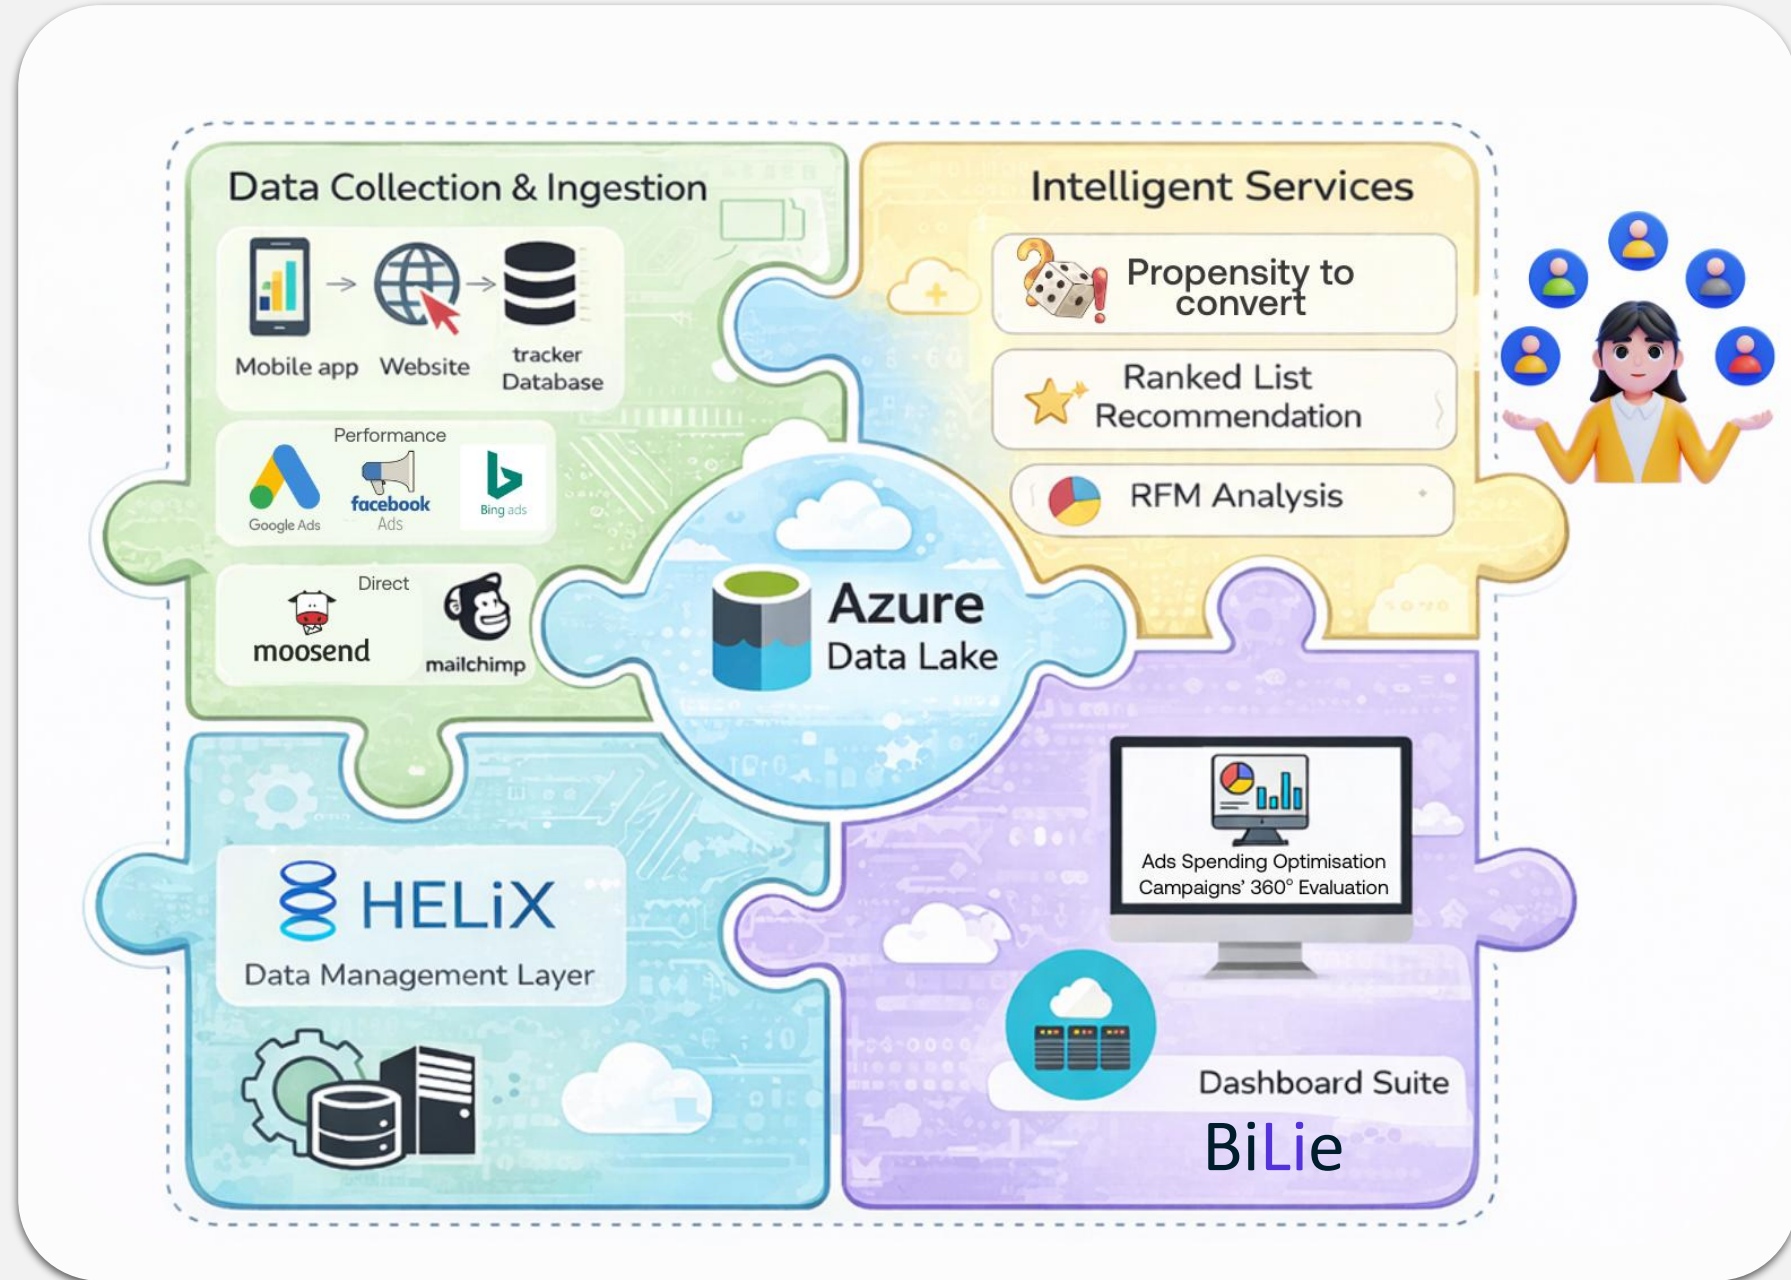 Data Collection & Ingestion
Mobile app
Website
tracker
Database
Performance
Google Ads
facebook
Ads
Bing ads
Direct
moosend
mailchimp
Intelligent Services
Propensity to
convert
Ranked List
Recommendation
RFM Analysis
Azure
Data Lake
HELiX
Data Management Layer
Ads Spending Optimisation
Campaigns' 360° Evaluation
Dashboard Suite
BiLie